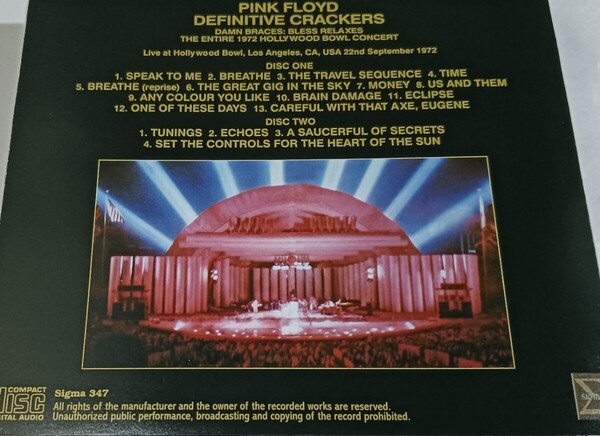 PINK FLOYD
DEFINITIVE CRACKERS
DAMN BRACES: BLESS RELAXES
THE ENTIRE 1972 HOLLYWOOD BOWL CONCERT
Live at Hollywood Bowl, Los Angeles, CA, USA 22nd September 1972
DISC ONE
1. SPEAK TO ME 2. BREATHE 3. THE TRAVEL SEQUENCE 4. TIME
5. BREATHE (reprise) 6. THE GREAT GIG IN THE SKY 7. MONEY 8. US AND THEM
9. ANY COLOUR YOU LIKE 10. BRAIN DAMAGE 11. ECLIPSE
12. ONE OF THESE DAYS 13. CAREFUL WITH THAT AXE, EUGENE
DISC TWO
1. TUNINGS 2. ECHOES 3. A SAUCERFUL OF SECRETS
4. SET THE CONTROLS FOR THE HEART OF THE SUN
COMPACT
disc
DIGITAL AUDIO
Sigma 347
All rights of the manufacturer and the owner of the recorded works are reserved.
Unauthorized public performance, broadcasting and copying of the record prohibited.